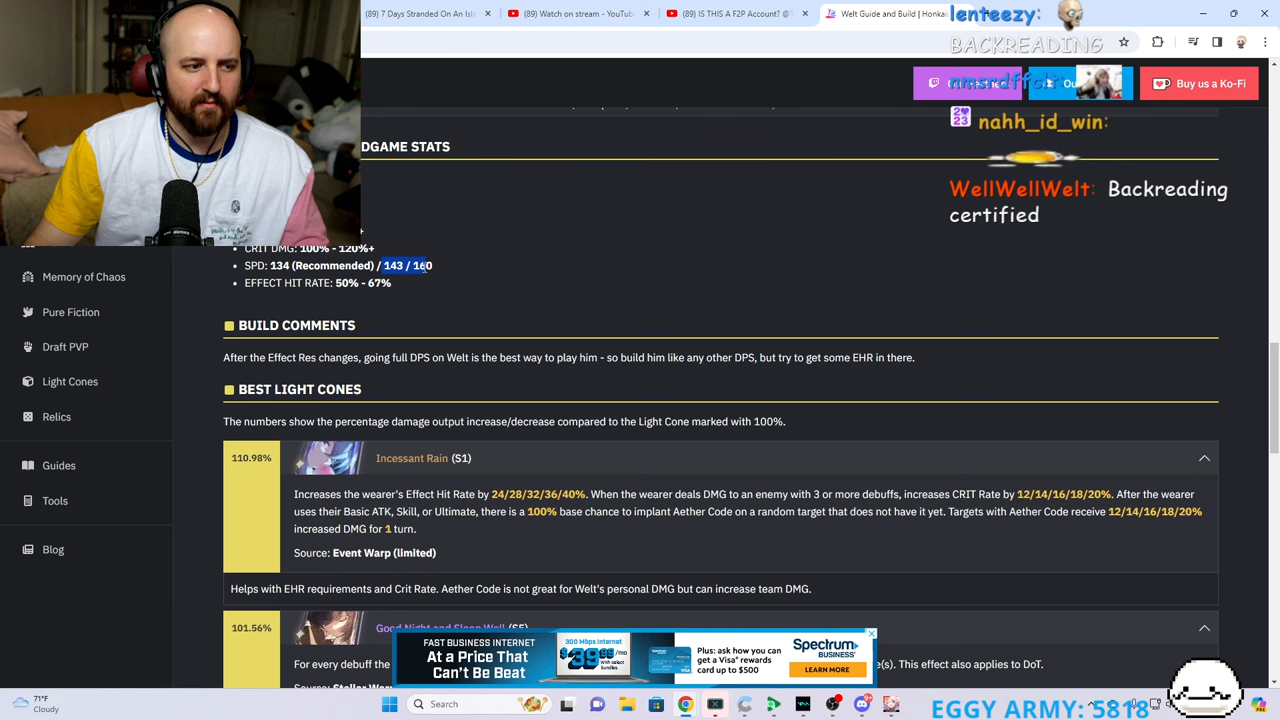 (89) 7 Days Stranded On An Isla
(89) Watch on stream - YouTube
(89) IS THIS A F2P Account?
Welt Guide and Build | Honkai
lenteezy:
BACKREADING
nmsrdffclt:
Buy us a Ko-Fi
nahh_id_win:
WellWellWelt: Backreading
certified
DGAME STATS
CRIT DMG: 100% - 120%+
SPD: 134 (Recommended) / 143 / 160
EFFECT HIT RATE: 50% - 67%
Memory of Chaos
Pure Fiction
Draft PVP
Light Cones
Relics
Guides
Tools
Blog
BUILD COMMENTS
After the Effect Res changes, going full DPS on Welt is the best way to play him - so build him like any other DPS, but try to get some EHR in there.
BEST LIGHT CONES
The numbers show the percentage damage output increase/decrease compared to the Light Cone marked with 100%.
110.98%
Incessant Rain (S1)
Increases the wearer's Effect Hit Rate by 24/28/32/36/40%. When the wearer deals DMG to an enemy with 3 or more debuffs, increases CRIT Rate by 12/14/16/18/20%. After the wearer
uses their Basic ATK, Skill, or Ultimate, there is a 100% base chance to implant Aether Code on a random target that does not have it yet. Targets with Aether Code receive 12/14/16/18/20%
increased DMG for 1 turn.
Source: Event Warp (limited)
Helps with EHR requirements and Crit Rate. Aether Code is not great for Welt's personal DMG but can increase team DMG.
101.56%
Good Night and Sleep Well (S5)
For every debuff the
e(s). This effect also applies to DoT.
FAST BUSINESS INTERNET
At a Price That
Can't Be Beat
300 Mbps Internet
$39.99/mo
Plus: ask how you
can get a Visa® rewards
card up to $500
Spectrum
BUSINESS
LEARN MORE
71°F
Cloudy
Search
EGGY ARMY: 5818